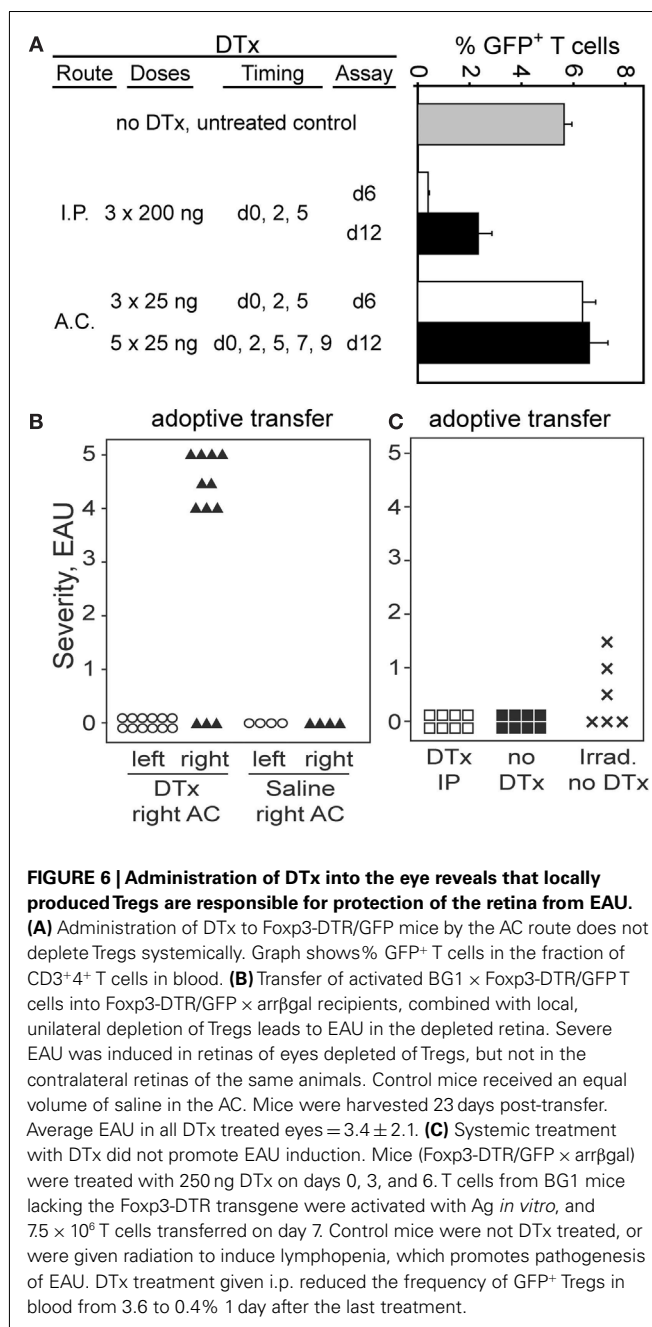 A
DTx
% GFP+ T cells
Route Doses Timing Assay
0 2 4 6 8
no DTx, untreated control
I.P. 3 x 200 ng d0, 2, 5
d6
d12
A.C.
3 x 25 ng d0, 2, 5 d6
5 x 25 ng d0, 2, 5, 7, 9 d12
B adoptive transfer
Severity, EAU
5
4
3
2
1
0
left right left right
DTx Saline
right AC right AC
C adoptive transfer
5
4
3
2
1
0
DTx no Irrad.
IP DTx no DTx
FIGURE 6 | Administration of DTx into the eye reveals that locally
produced Tregs are responsible for protection of the retina from EAU.
(A) Administration of DTx to Foxp3-DTR/GFP mice by the AC route does not
deplete Tregs systemically. Graph shows% GFP+ T cells in the fraction of
CD3+4+ T cells in blood. (B) Transfer of activated BG1 × Foxp3-DTR/GFP T
cells into Foxp3-DTR/GFP × arrβgal recipients, combined with local,
unilateral depletion of Tregs leads to EAU in the depleted retina. Severe
EAU was induced in retinas of eyes depleted of Tregs, but not in the
contralateral retinas of the same animals. Control mice received an equal
volume of saline in the AC. Mice were harvested 23 days post-transfer.
Average EAU in all DTx treated eyes = 3.4 ± 2.1. (C) Systemic treatment
with DTx did not promote EAU induction. Mice (Foxp3-DTR/GFP × arrβgal)
were treated with 250 ng DTx on days 0, 3, and 6. T cells from BG1 mice
lacking the Foxp3-DTR transgene were activated with Ag in vitro, and
7.5 × 10⁶ T cells transferred on day 7. Control mice were not DTx treated, or
were given radiation to induce lymphopenia, which promotes pathogenesis
of EAU. DTx treatment given i.p. reduced the frequency of GFP+ Tregs in
blood from 3.6 to 0.4% 1 day after the last treatment.